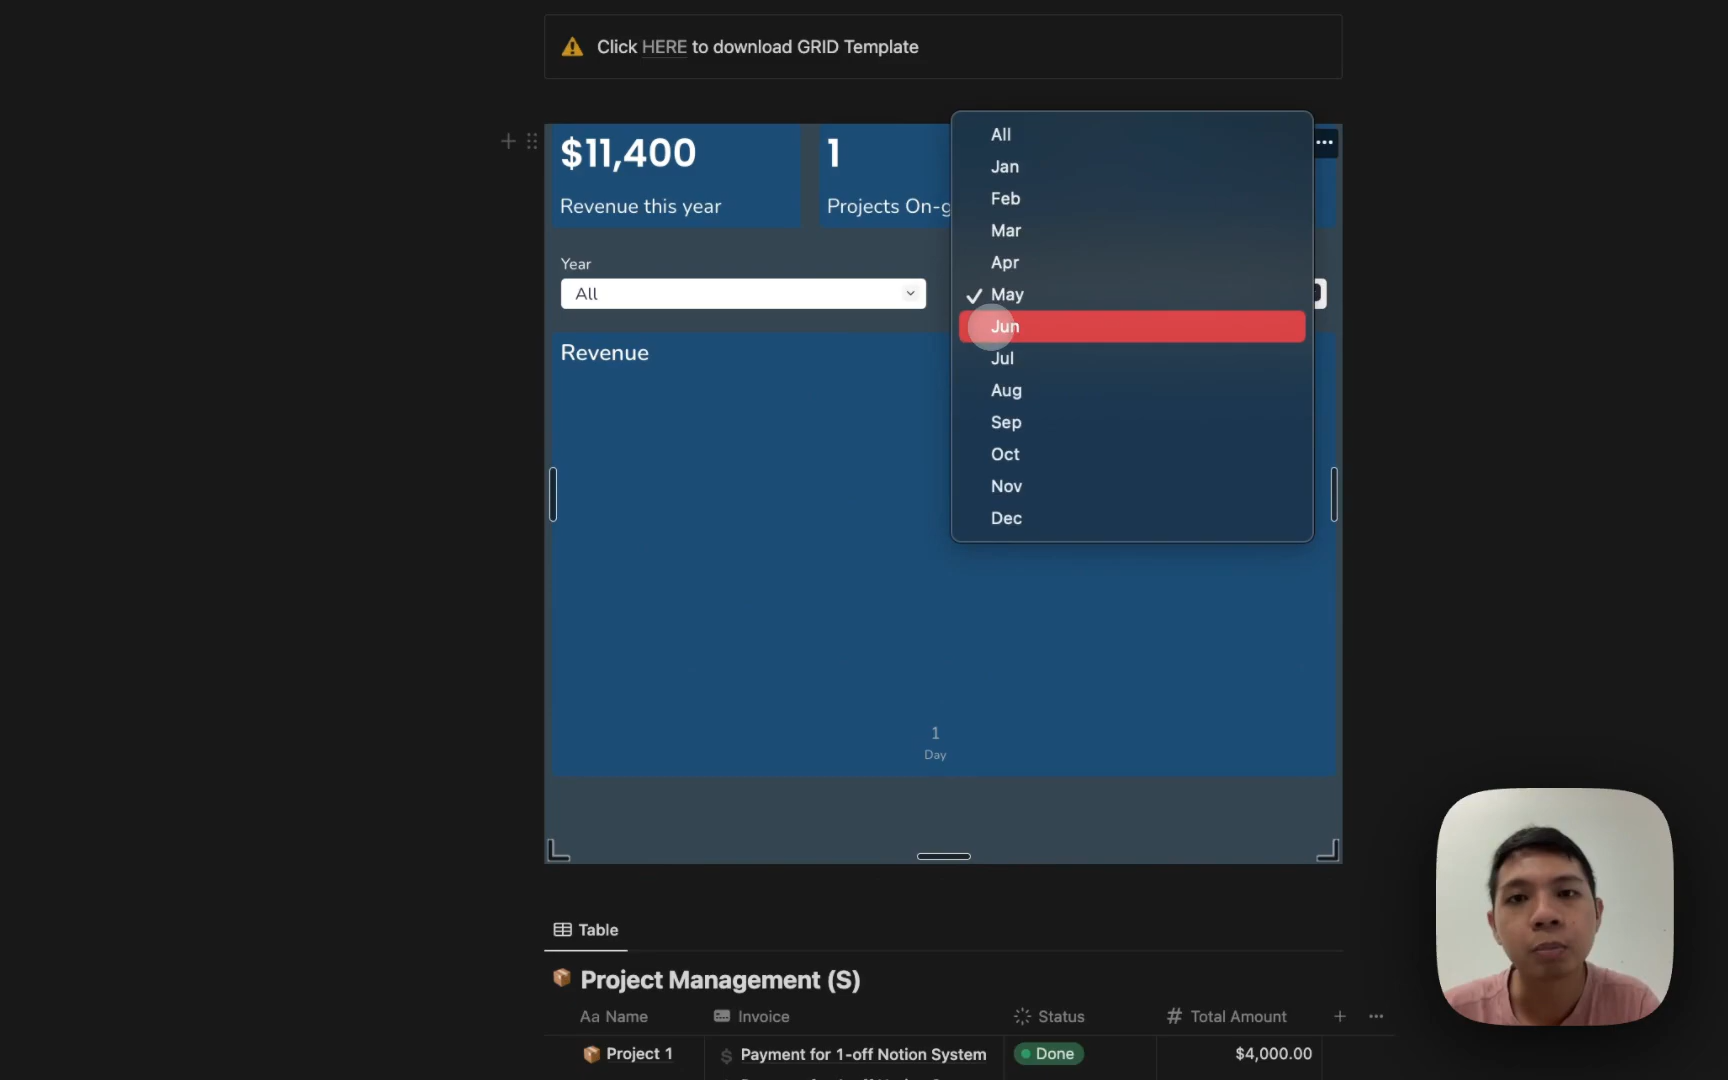 Click HERE to download GRID Template
$11,400
Revenue this year
1
Projects On-g
Year
All
All
Jan
Feb
Mar
Apr
May
Jun
Jul
Aug
Sep
Oct
Nov
Dec
Revenue
1
Day
Table
Project Management (S)
Aa Name
Invoice
Status
# Total Amount
Project 1
Payment for 1-off Notion System
Done
$4,000.00